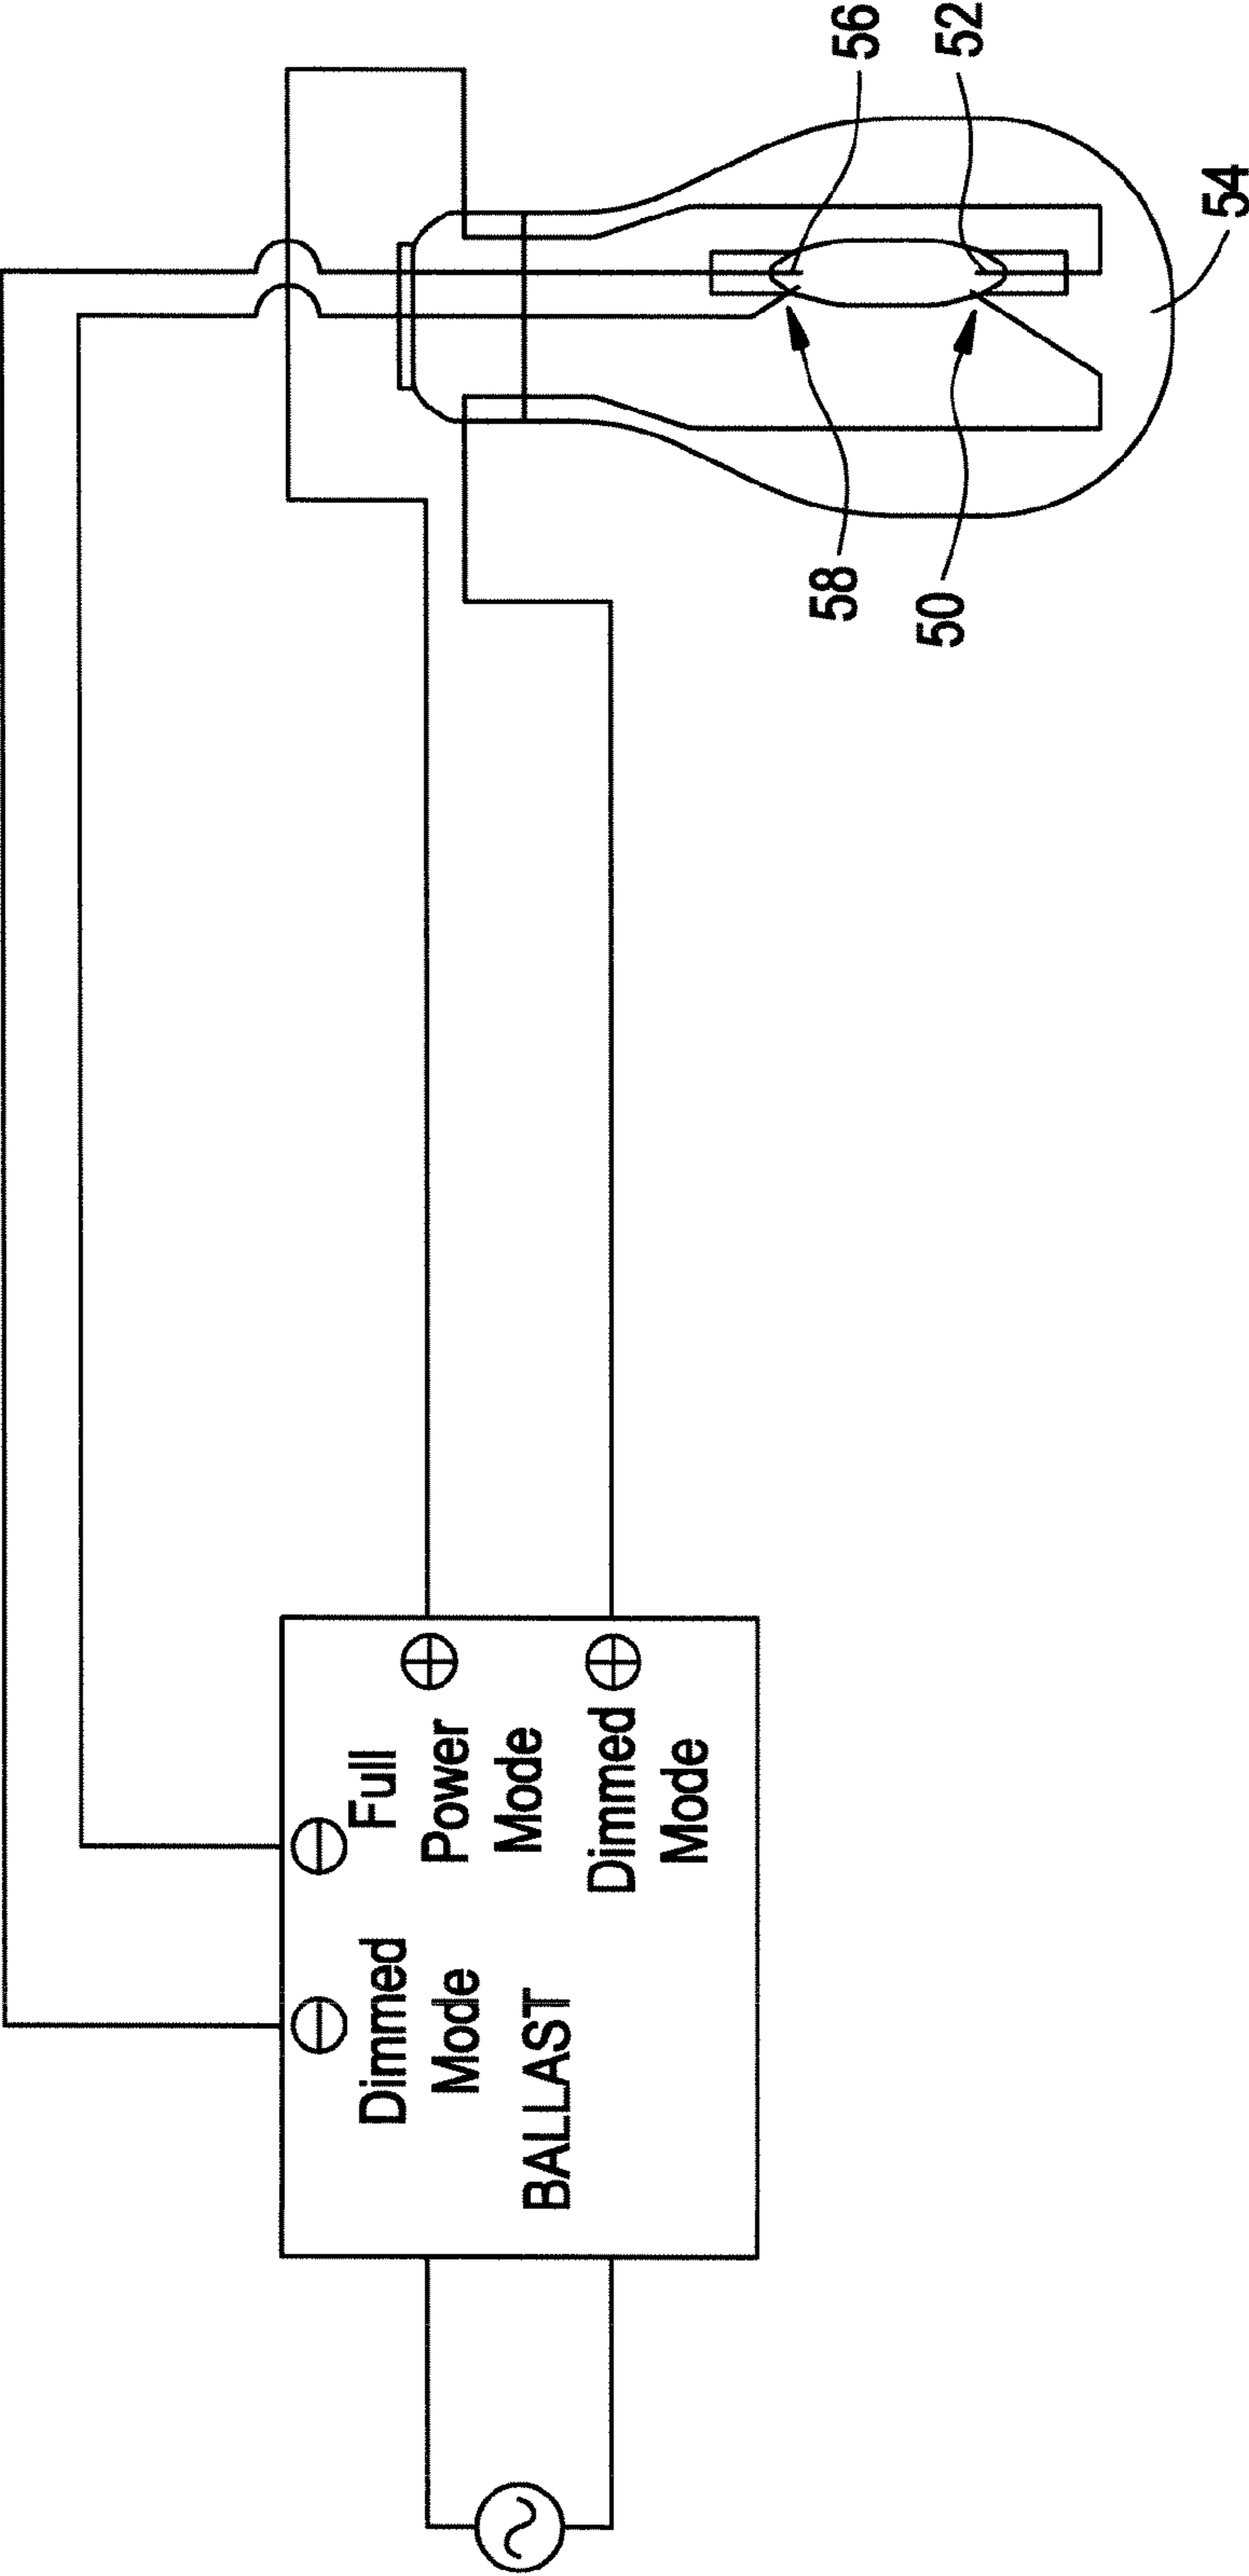 Dimmed
Mode
BALLAST
Full
Power
Mode
Dimmed
Mode
58
50
56
52
54